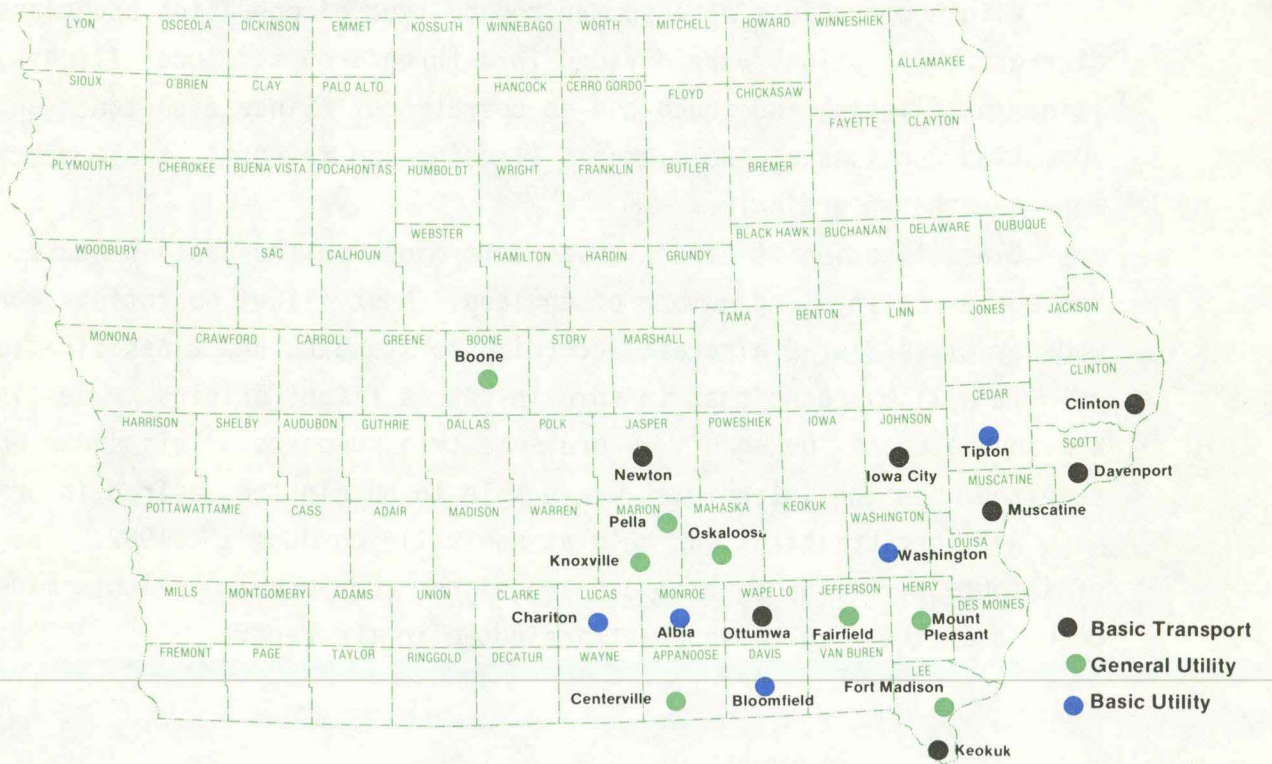 LYON OSCEOLA DICKINSON EMMET KOSSUTH WINNEBAGO WORTH MITCHELL HOWARD WINNESHIEK
ALLAMAKEE
SIOUX O'BRIEN CLAY PALO ALTO HANCOCK CERRO GORDO FLOYD CHICKASAW
FAYETTE CLAYTON
PLYMOUTH CHEROKEE BUENA VISTA POCAHONTAS HUMBOLDT WRIGHT FRANKLIN BUTLER BREMER
WEBSTER BLACK HAWK BUCHANAN DELAWARE DUBUQUE
WOODBURY IDA SAC CALHOUN HAMILTON HARDIN GRUNDY
TAMA BENTON LINN JONES JACKSON
MONONA CRAWFORD CARROLL GREENE BOONE STORY MARSHALL
Boone
CLINTON
CEDAR
Clinton
HARRISON SHELBY AUDUBON GUTHRIE DALLAS POLK JASPER POWESHIEK IOWA JOHNSON
SCOTT
Tipton
Newton Iowa City Davenport
MUSCATINE
POTTAWATTAMIE CASS ADAIR MADISON WARREN MARION MAHASKA KEOKUK WASHINGTON
Muscatine
Pella Oskaloosa
LOUISA
Washington
Knoxville
MILLS MONTGOMERY ADAMS UNION CLARKE LUCAS MONROE WAPELLO JEFFERSON HENRY
DES MOINES
Chariton Albia Ottumwa Fairfield Mount
Pleasant
Basic Transport
FREMONT PAGE TAYLOR RINGGOLD DECATUR WAYNE APPANOOSE DAVIS VAN BUREN
LEE
General Utility
Fort Madison
Centerville Bloomfield
Basic Utility
Keokuk